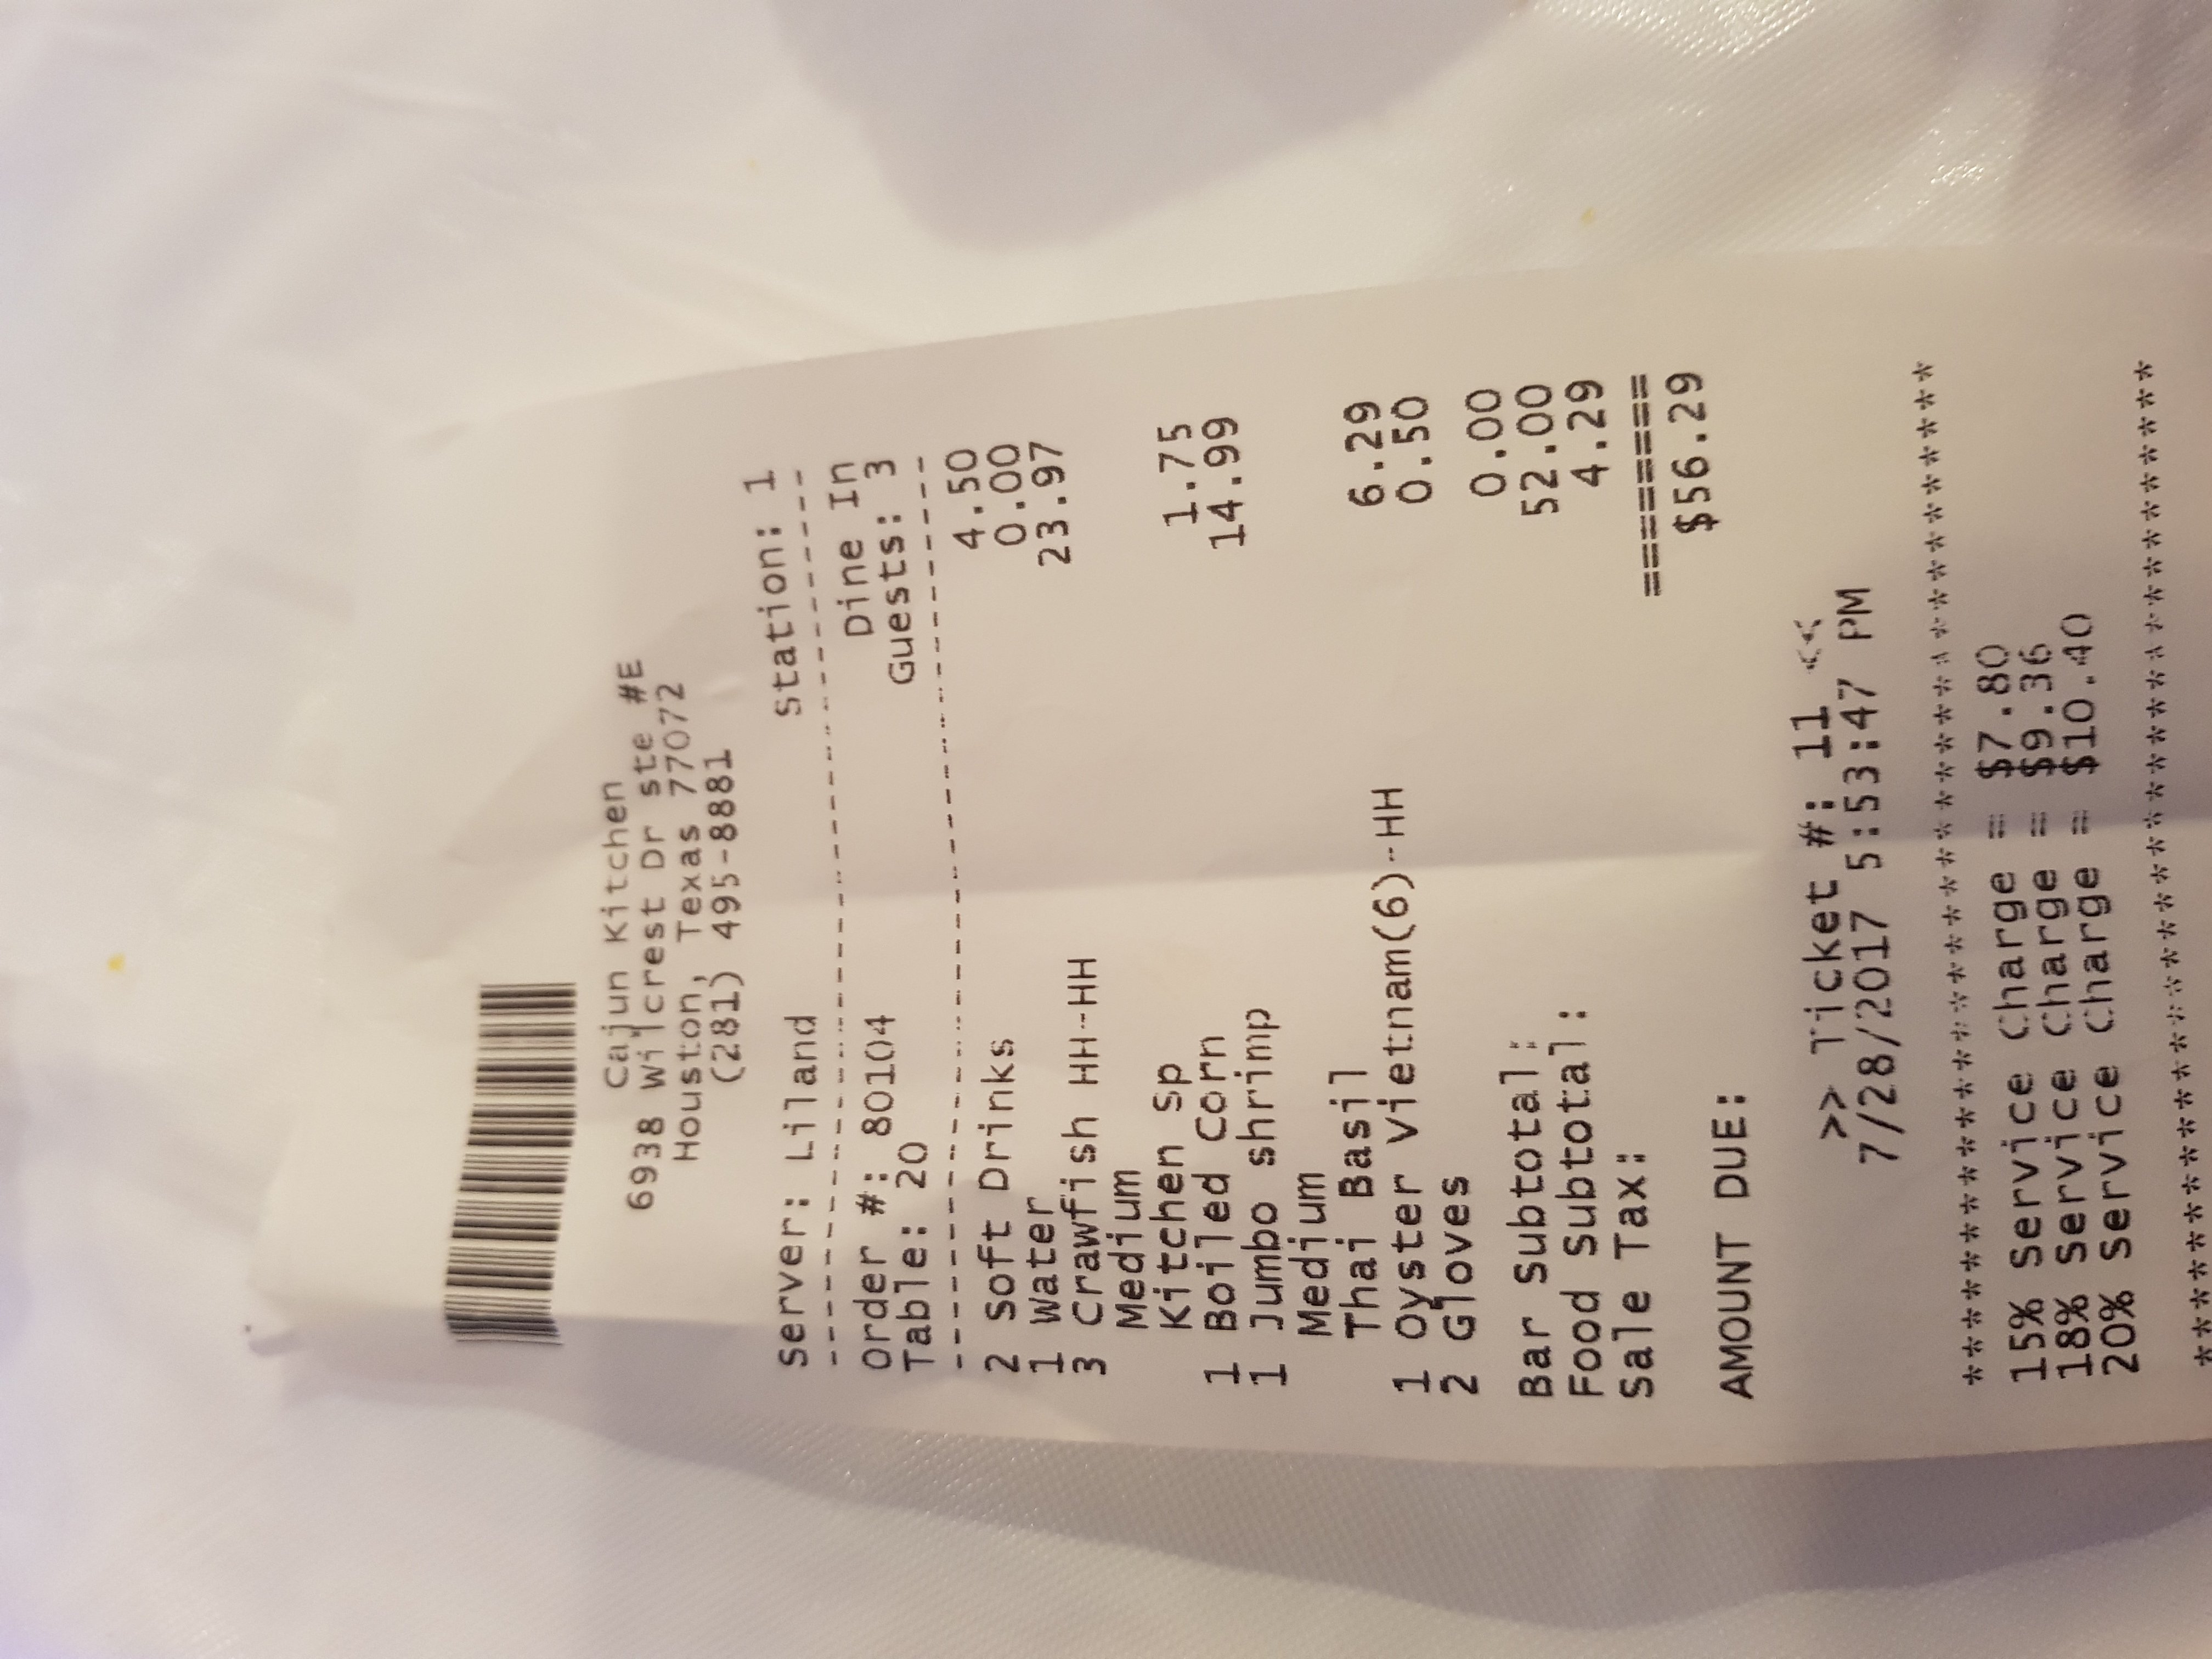 Cajun Kitchen
6938 Wilcrest Dr ste #E
Houston, Texas 77072
(281) 495-8881
Server: Liland Station: 1
--------------------------------
Order #: 80104 Dine In
Table: 20 Guests: 3
--------------------------------
2 Soft Drinks 4.50
1 Water 0.00
3 Crawfish HH-HH 23.97
Medium
Kitchen Sp
1 Boiled Corn 1.75
1 Jumbo shrimp 14.99
Medium
Thai Basil
1 Oyster Vietnam(6)-HH 6.29
2 Gloves 0.50
Bar Subtotal: 0.00
Food Subtotal: 52.00
Sale Tax: 4.29
========
AMOUNT DUE: $56.29
>> Ticket #: 11 <<
7/28/2017 5:53:47 PM
********************************
15% Service Charge = $7.80
18% Service Charge = $9.36
20% Service Charge = $10.40
********************************